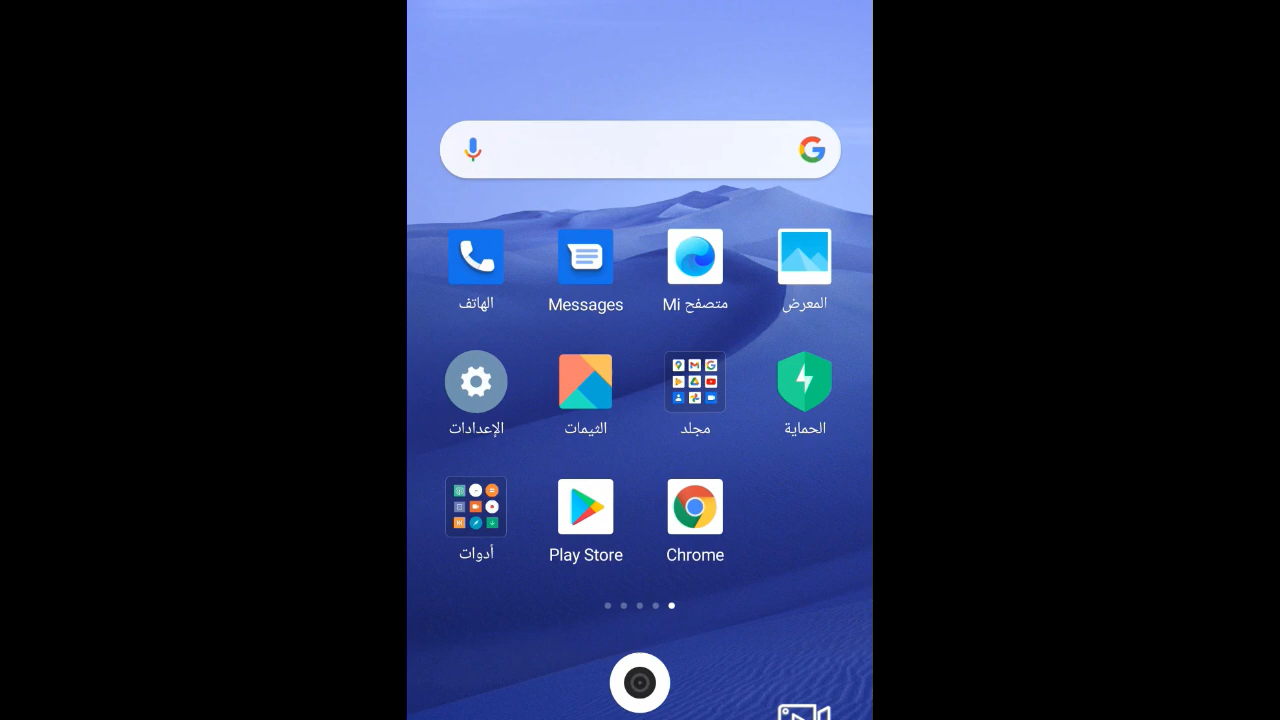 المعرض
متصفح Mi
Messages
الهاتف
الحماية
مجلد
الثيمات
الإعدادات
Chrome
Play Store
أدوات